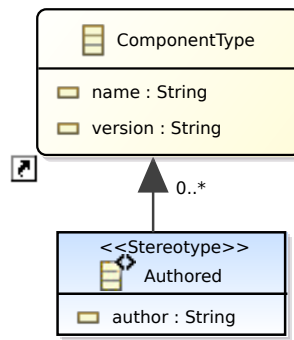 ComponentType
name : String
version : String
0..*
<<Stereotype>>
Authored
author : String